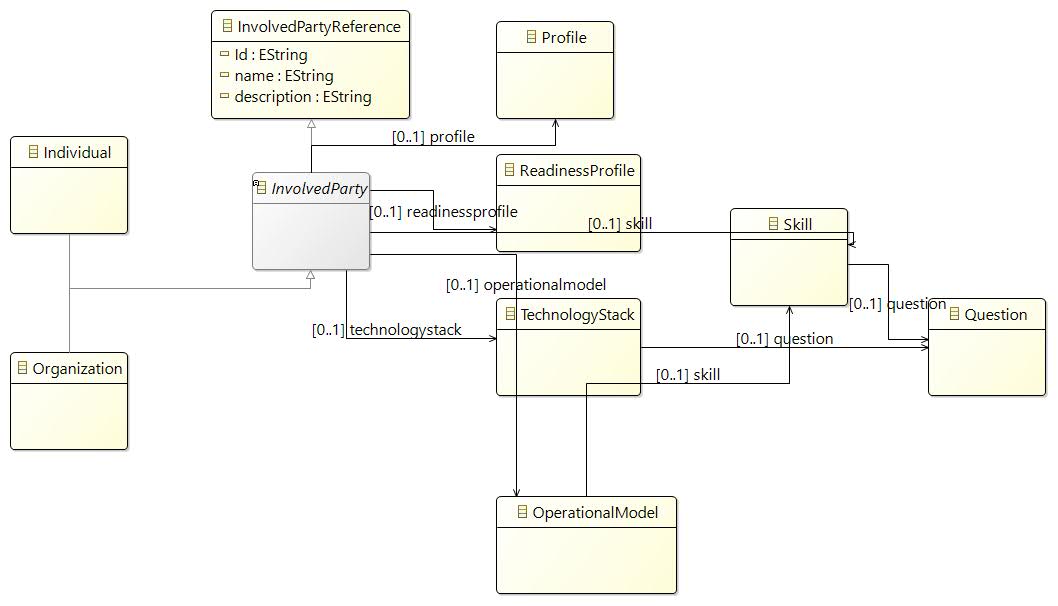 InvolvedPartyReference
Id : EString
name : EString
description : EString
Profile
[0..1] profile
Individual
InvolvedParty
ReadinessProfile
[0..1] readinessprofile
[0..1] skill
Skill
[0..1] operationalmodel
[0..1] question
TechnologyStack
Question
[0..1] technologystack
[0..1] question
Organization
[0..1] skill
OperationalModel